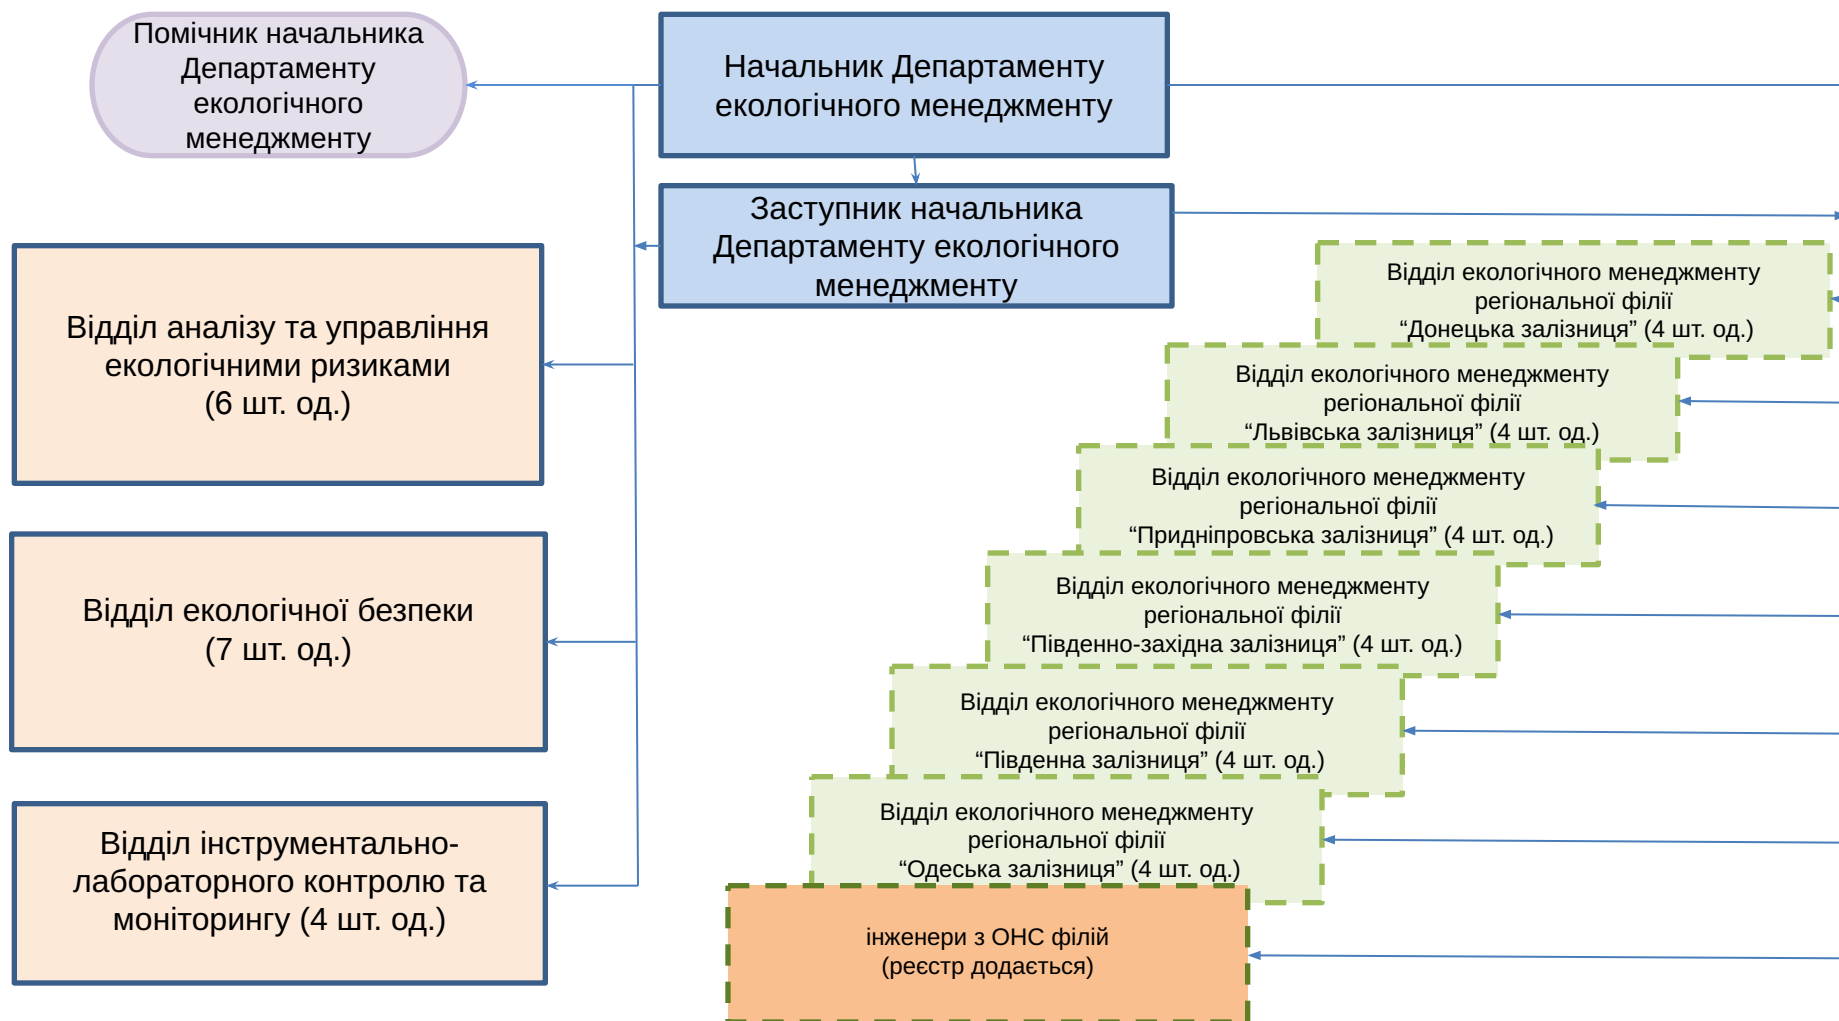 Помічник начальника
Департаменту
екологічного
менеджменту
Начальник Департаменту
екологічного менеджменту
Заступник начальника
Департаменту екологічного
менеджменту
Відділ аналізу та управління
екологічними ризиками
(6 шт. од.)
Відділ екологічної безпеки
(7 шт. од.)
Відділ інструментально-
лабораторного контролю та
моніторингу (4 шт. од.)
Відділ екологічного менеджменту
регіональної філії
“Донецька залізниця” (4 шт. од.)
Відділ екологічного менеджменту
регіональної філії
“Львівська залізниця” (4 шт. од.)
Відділ екологічного менеджменту
регіональної філії
“Придніпровська залізниця” (4 шт. од.)
Відділ екологічного менеджменту
регіональної філії
“Південно-західна залізниця” (4 шт. од.)
Відділ екологічного менеджменту
регіональної філії
“Південна залізниця” (4 шт. од.)
Відділ екологічного менеджменту
регіональної філії
“Одеська залізниця” (4 шт. од.)
інженери з ОНС філій
(реєстр додається)